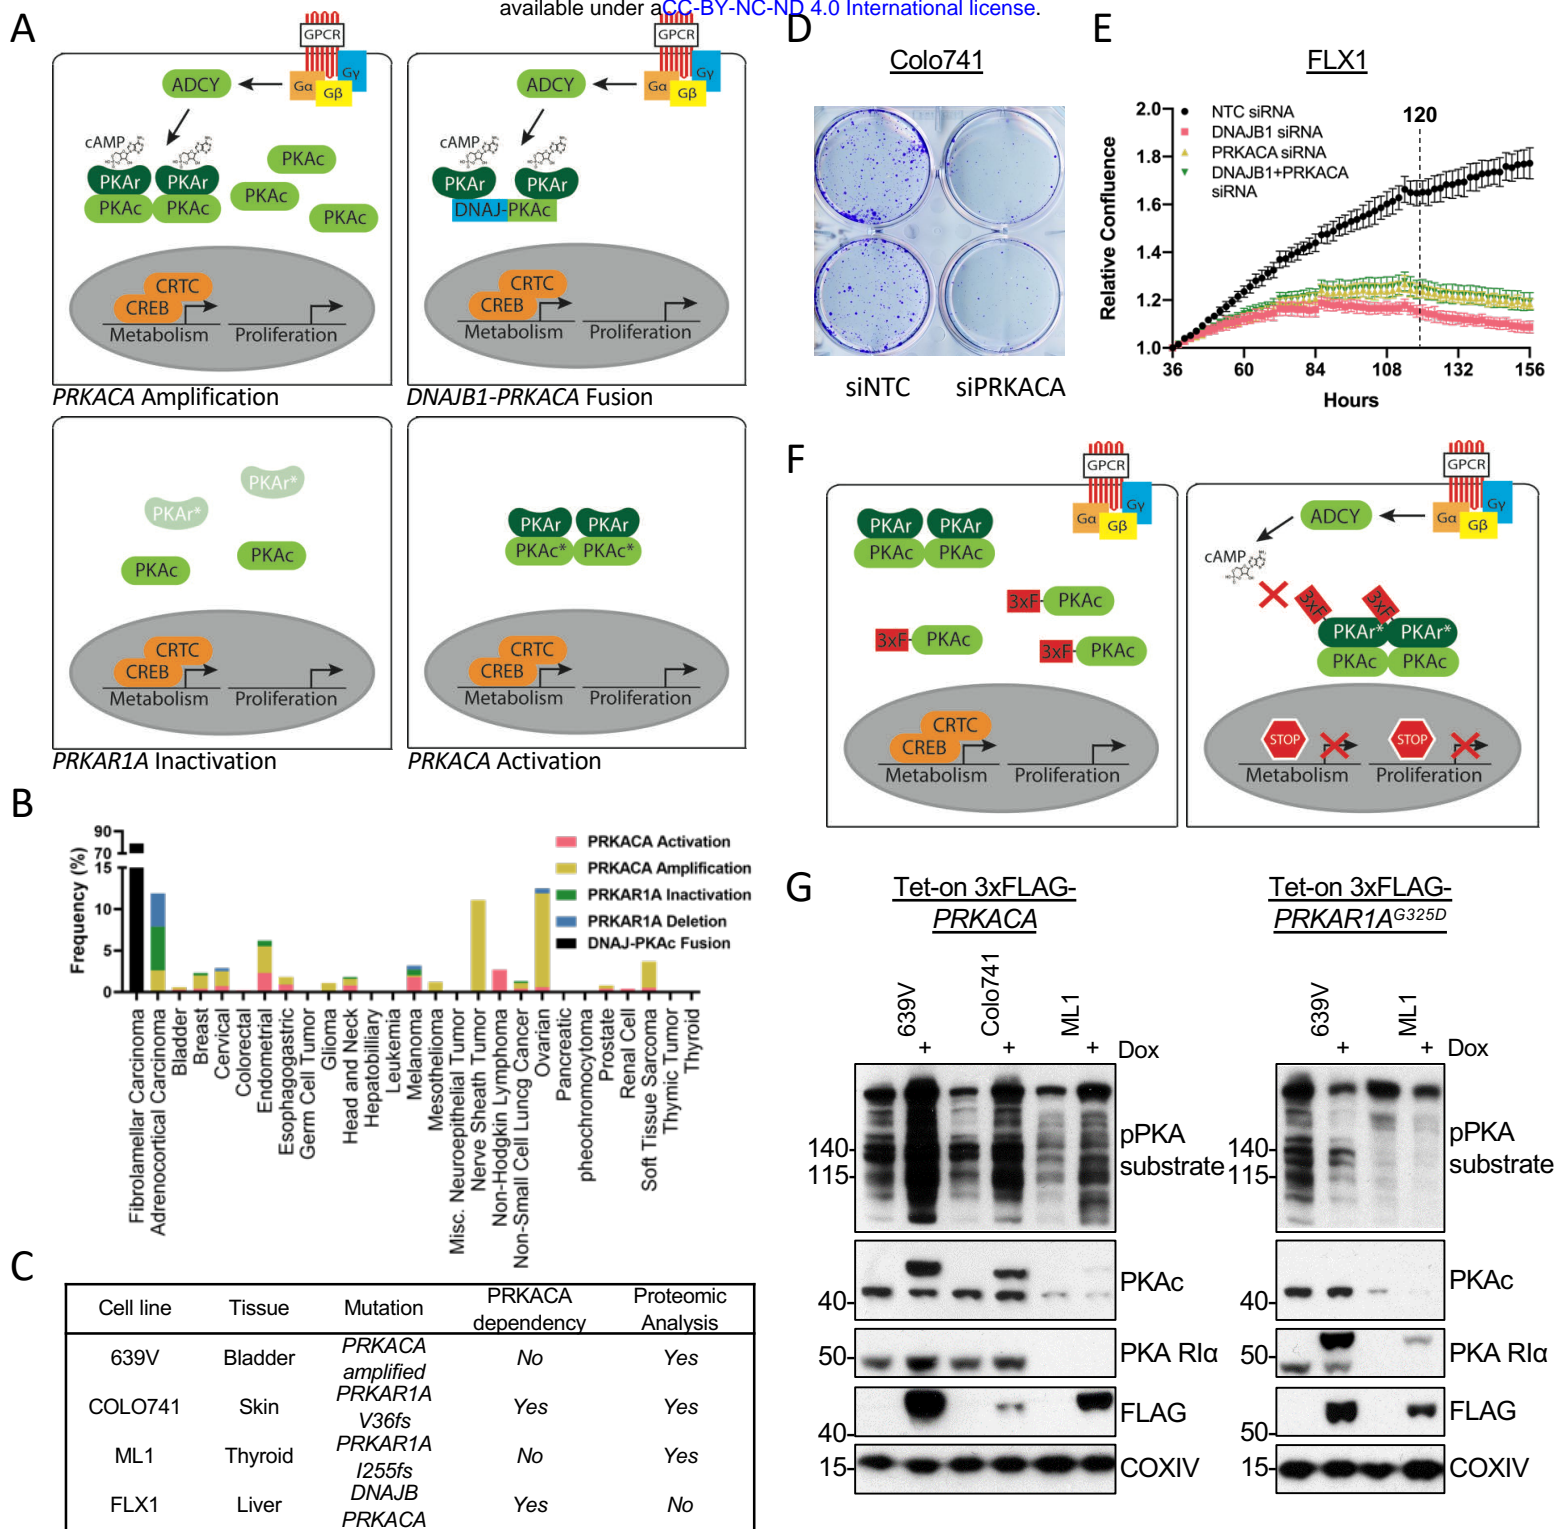 available under aCC-BY-NC-ND 4.0 International license.
A
GPCR
ADCY
Gα
Gβ
Gγ
cAMP
PKAr
PKAr
PKAc
PKAc
PKAc
PKAc
PKAc
CRTC
CREB
Metabolism
Proliferation
PRKACA Amplification
GPCR
ADCY
Gα
Gβ
Gγ
cAMP
PKAr
PKAr
DNAJ-PKAc
CRTC
CREB
Metabolism
Proliferation
DNAJB1-PRKACA Fusion
PKAr*
PKAr*
PKAc
PKAc
CRTC
CREB
Metabolism
Proliferation
PRKAR1A Inactivation
PKAr
PKAr
PKAc*
PKAc*
CRTC
CREB
Metabolism
Proliferation
PRKACA Activation
B
Frequency (%)
90
70
15
10
5
0
PRKACA Activation
PRKACA Amplification
PRKAR1A Inactivation
PRKAR1A Deletion
DNAJ-PKAc Fusion
Fibrolamellar Carcinoma
Adrenocortical Carcinoma
Bladder
Breast
Cervical
Colorectal
Endometrial
Esophagogastric
Germ Cell Tumor
Glioma
Head and Neck
Hepatobilliary
Leukemia
Melanoma
Mesothelioma
Misc. Neuroepithelial Tumor
Nerve Sheath Tumor
Non-Hodgkin Lymphoma
Non-Small Cell Luncg Cancer
Ovarian
Pancreatic
pheochromocytoma
Prostate
Renal Cell
Soft Tissue Sarcoma
Thymic Tumor
Thyroid
C
Cell line Tissue Mutation PRKACA dependency Proteomic Analysis
639V Bladder PRKACA amplified No Yes
COLO741 Skin PRKAR1A V36fs Yes Yes
ML1 Thyroid PRKAR1A I255fs No Yes
FLX1 Liver DNAJB PRKACA Yes No
D
Colo741
siNTC siPRKACA
E
FLX1
Relative Confluence
2.0
1.8
1.6
1.4
1.2
1.0
NTC siRNA
DNAJB1 siRNA
PRKACA siRNA
DNAJB1+PRKACA
siRNA
120
36 60 84 108 132 156
Hours
F
GPCR
Gα
Gβ
Gγ
PKAr
PKAr
PKAc
PKAc
3xF PKAc
3xF PKAc
3xF PKAc
CRTC
CREB
Metabolism
Proliferation
GPCR
ADCY
Gα
Gβ
Gγ
cAMP
3xF
3xF
PKAr*
PKAr*
PKAc
PKAc
STOP
STOP
Metabolism
Proliferation
G
Tet-on 3xFLAG-
PRKACA
639V
Colo741
ML1
+ + + Dox
140
115
pPKA
substrate
40
PKAc
50
PKA RIα
40
FLAG
15
COXIV
Tet-on 3xFLAG-
PRKAR1A^G325D
639V
ML1
+ + Dox
140
115
pPKA
substrate
40
PKAc
50
PKA RIα
50
FLAG
15
COXIV